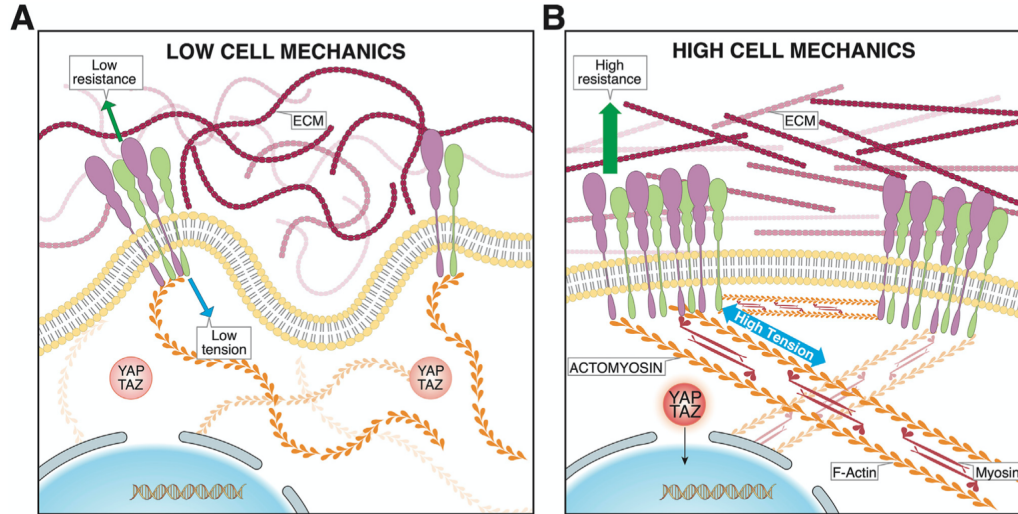 A
LOW CELL MECHANICS
Low
resistance
ECM
Low
tension
YAP
TAZ
YAP
TAZ
B
HIGH CELL MECHANICS
High
resistance
ECM
High Tension
ACTOMYOSIN
YAP
TAZ
F-Actin
Myosin